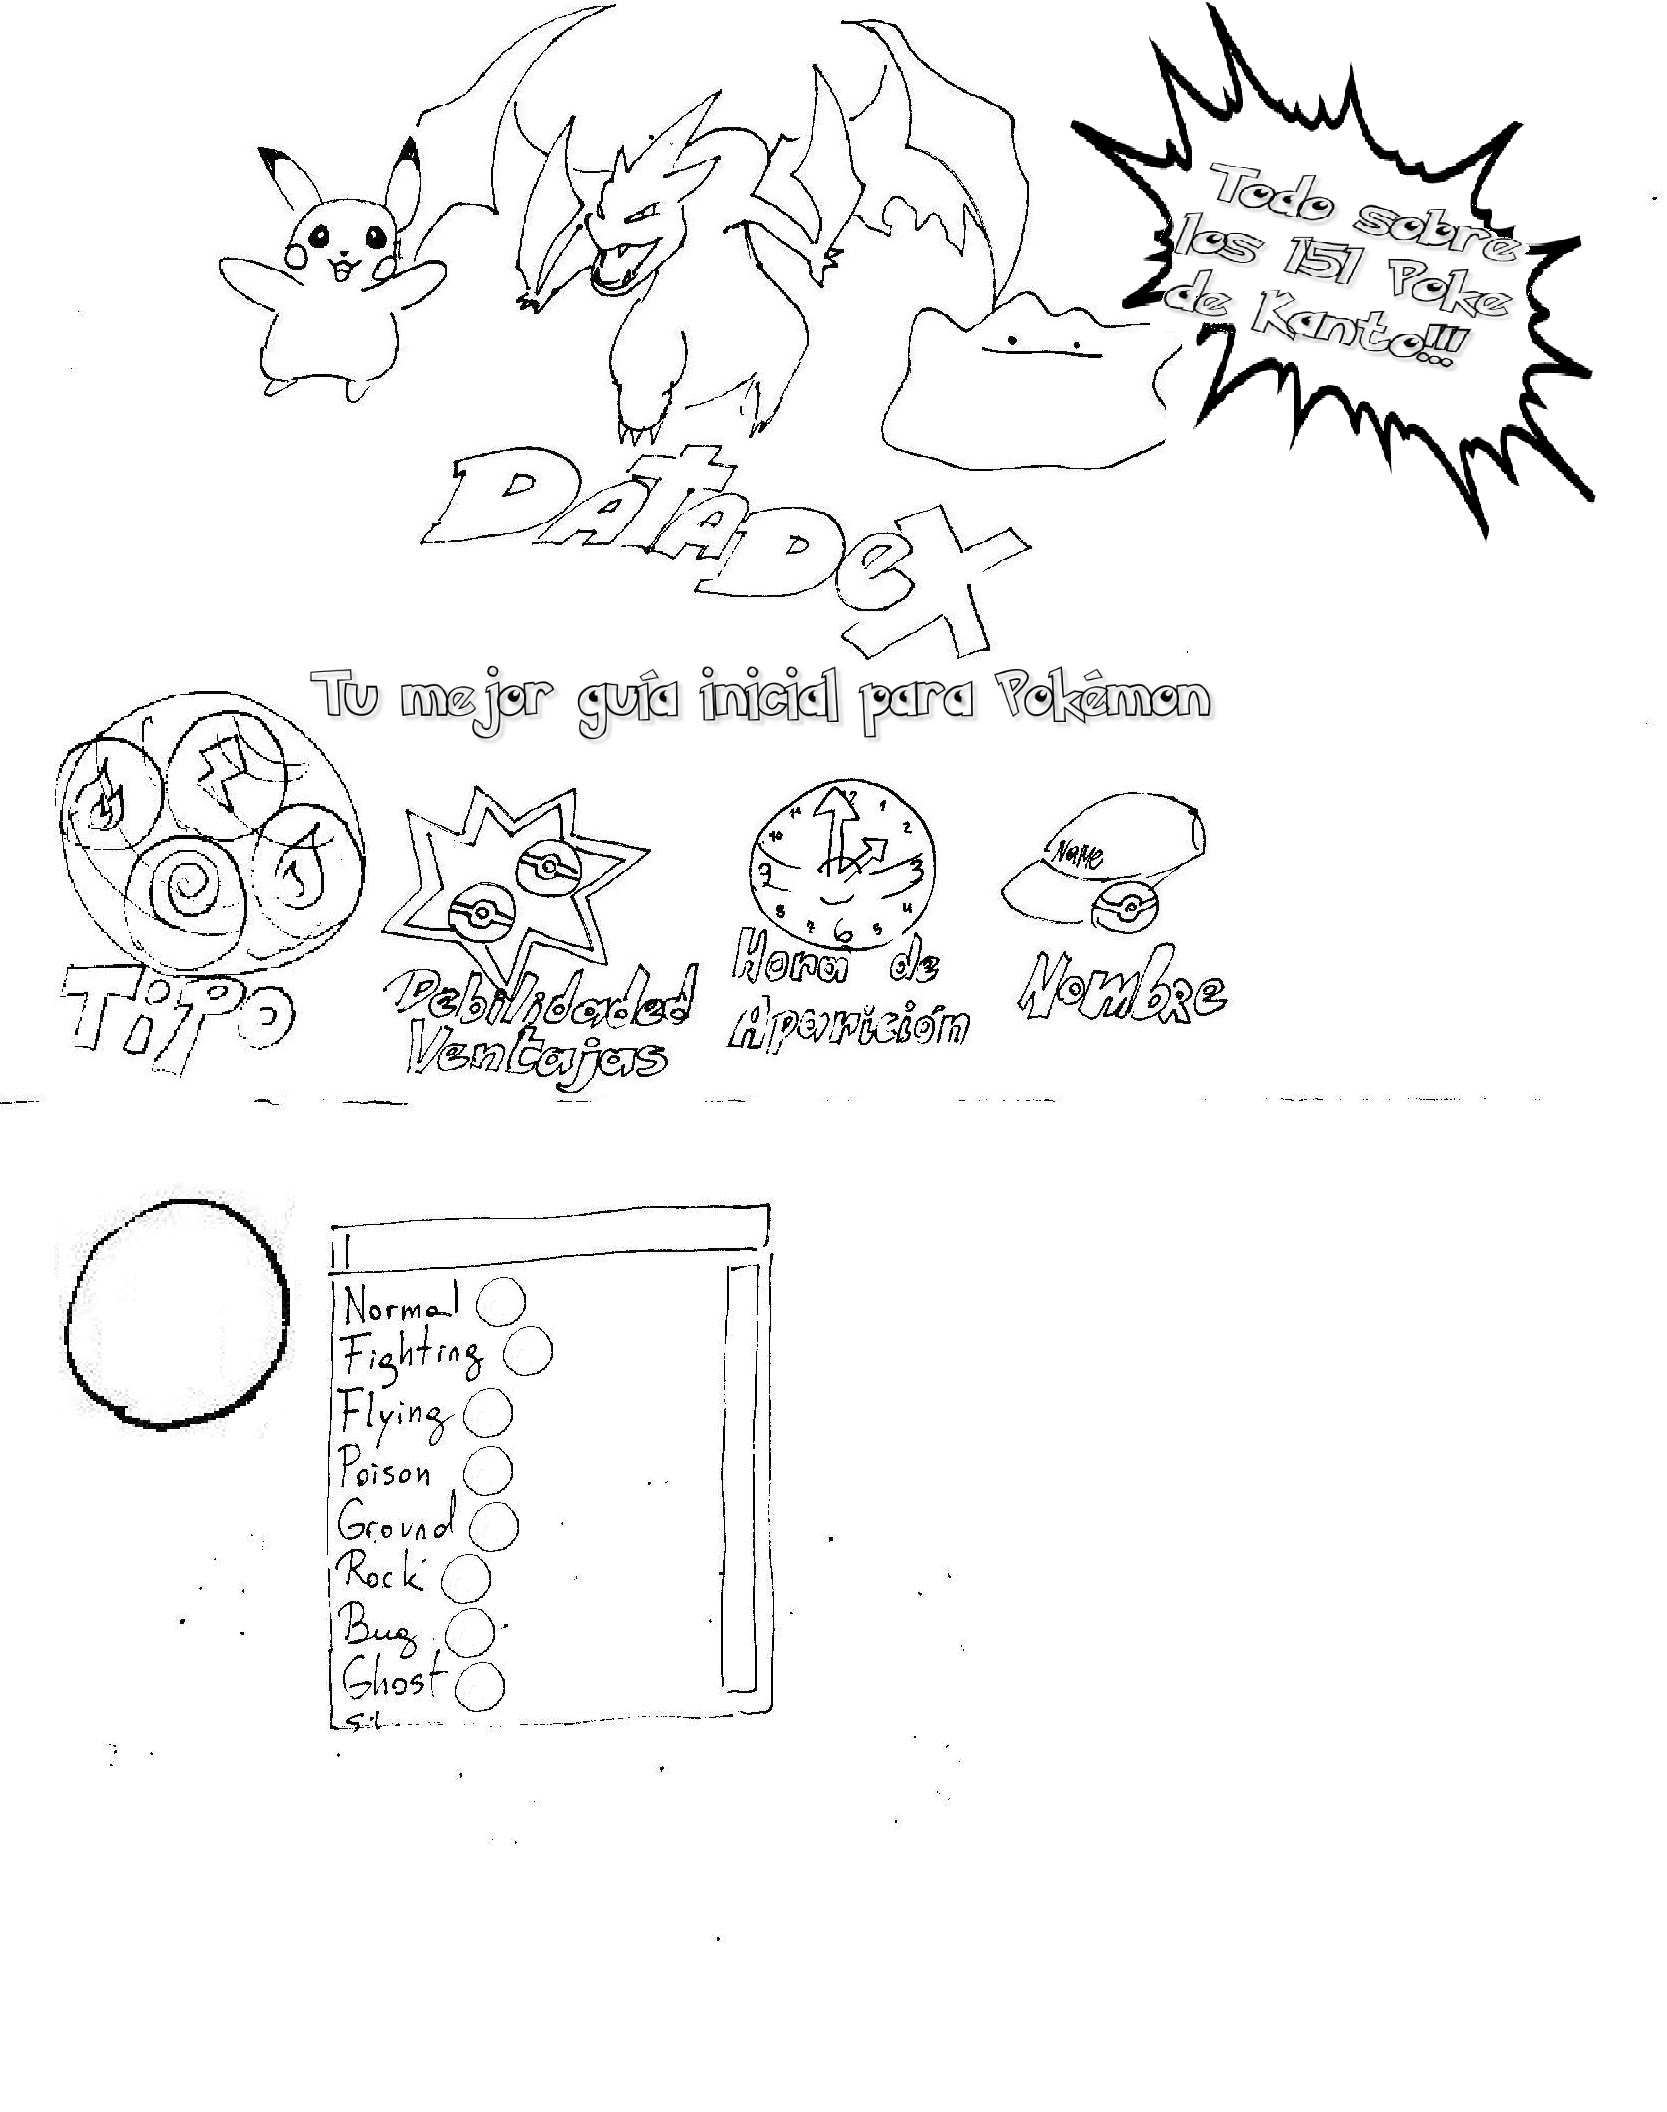 Todo sobre
los 151 Poke
de Kanto!!!
DATADeX
Tu mejor guía inicial para Pokémon
12
1
2
3
4
5
6
7
8
9
10
11
NaMe
TiPO
Debilidaded
Ventajas
Hora de
Aparición
NomBRe
Normal
Fighting
Flying
Poison
Ground
Rock
Bug
Ghost